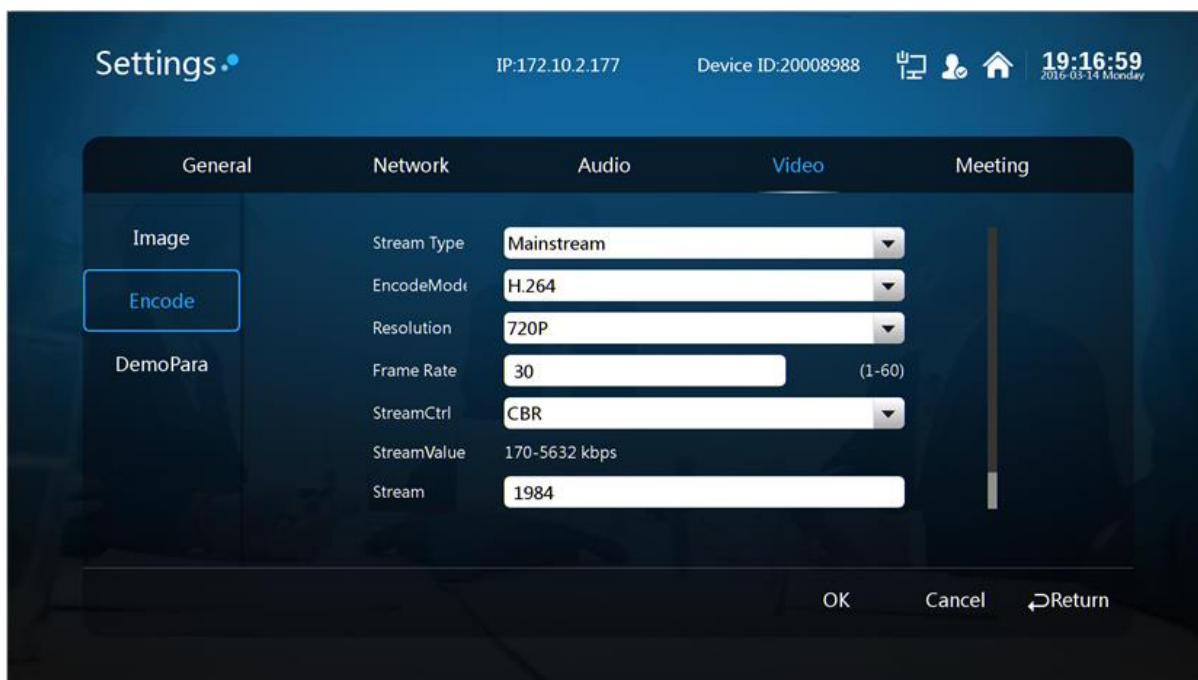 Settings IP:172.10.2.177 Device ID:20008988 19:16:59
2016-03-14 Monday
General Network Audio Video Meeting
Image
Encode
DemoPara
Stream Type Mainstream
EncodeMode H.264
Resolution 720P
Frame Rate 30 (1-60)
StreamCtrl CBR
StreamValue 170-5632 kbps
Stream 1984
OK Cancel Return